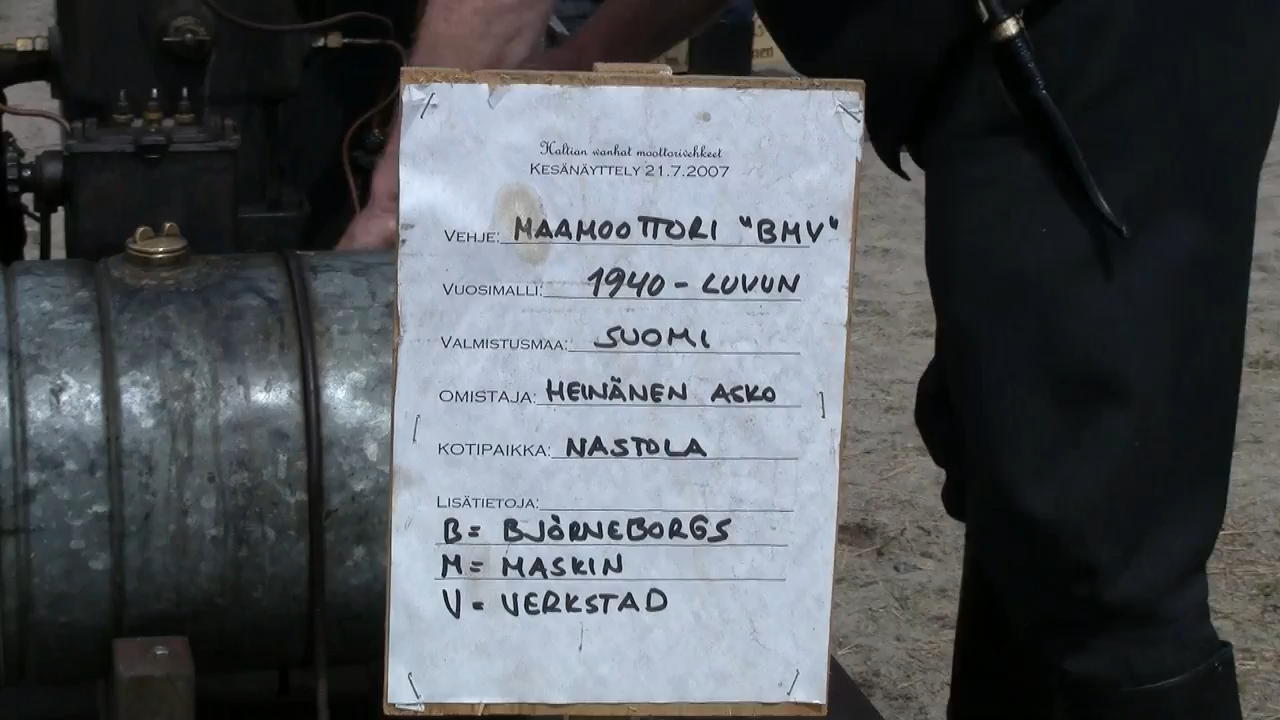 Haltian wanhat moottorivehkeet
KESÄNÄYTTELY 21.7.2007
VEHJE: MAAMOOTTORI "BMV"
VUOSIMALLI: 1940-LUVUN
VALMISTUSMAA: SUOMI
OMISTAJA: HEINÄNEN ASKO
KOTIPAIKKA: NASTOLA
LISÄTIETOJA:
B= BJÖRNEBORGS
M= MASKIN
V= VERKSTAD